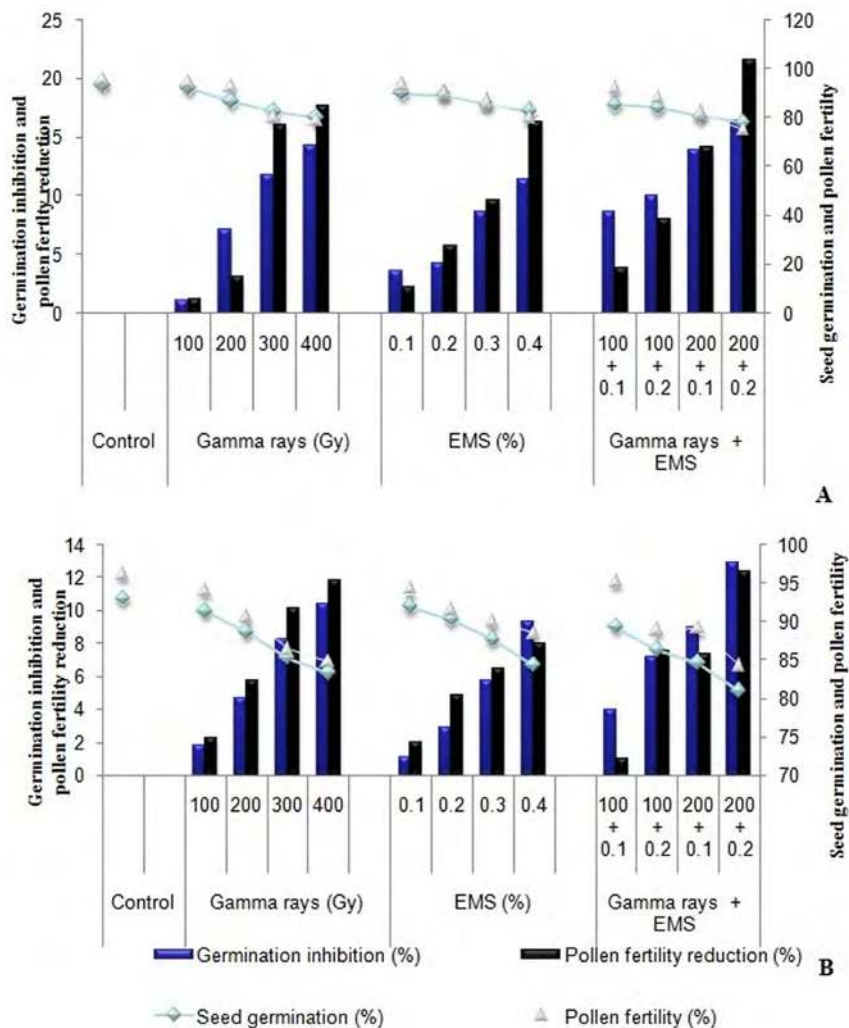 Germination inhibition and
pollen fertlty reduction
25
20
15
10
5
0
120
100
80
60
40
20
0
Seed germination and pollen fertility
100 200 300 400 0.1 0.2 0.3 0.4 100 + 0.1 100 + 0.2 200 + 0.1 200 + 0.2
Control Gamma rays (Gy) EMS (%) Gamma rays + EMS
A
Germination inhibition and
pollen fertility reduction
14
12
10
8
6
4
2
0
100
95
90
85
80
75
70
Seed germination and pollen fertility
100 200 300 400 0.1 0.2 0.3 0.4 100 + 0.1 100 + 0.2 200 + 0.1 200 + 0.2
Control Gamma rays (Gy) EMS (%) Gamma rays + EMS
Germination inhibition (%) Pollen fertility reduction (%)
B
Seed germination (%) Pollen fertility (%)